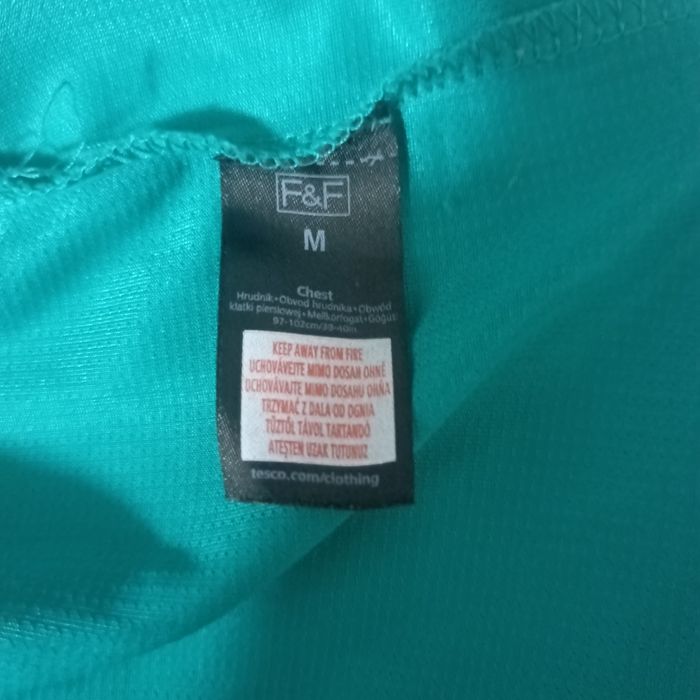 F&F
M
Chest
Hrudník•Obvod hrudníka•Obwód
klatki piersiowej•Mellkörfogat•Göğüs
97-102cm/39-40in
KEEP AWAY FROM FIRE
UCHOVÁVEJTE MIMO DOSAH OHNĚ
UCHOVÁVAJTE MIMO DOSAHU OHŇA
TRZYMAĆ Z DALA OD OGNIA
TŰZTŐL TÁVOL TARTANDÓ
ATEŞTEN UZAK TUTUNUZ
tesco.com/clothing